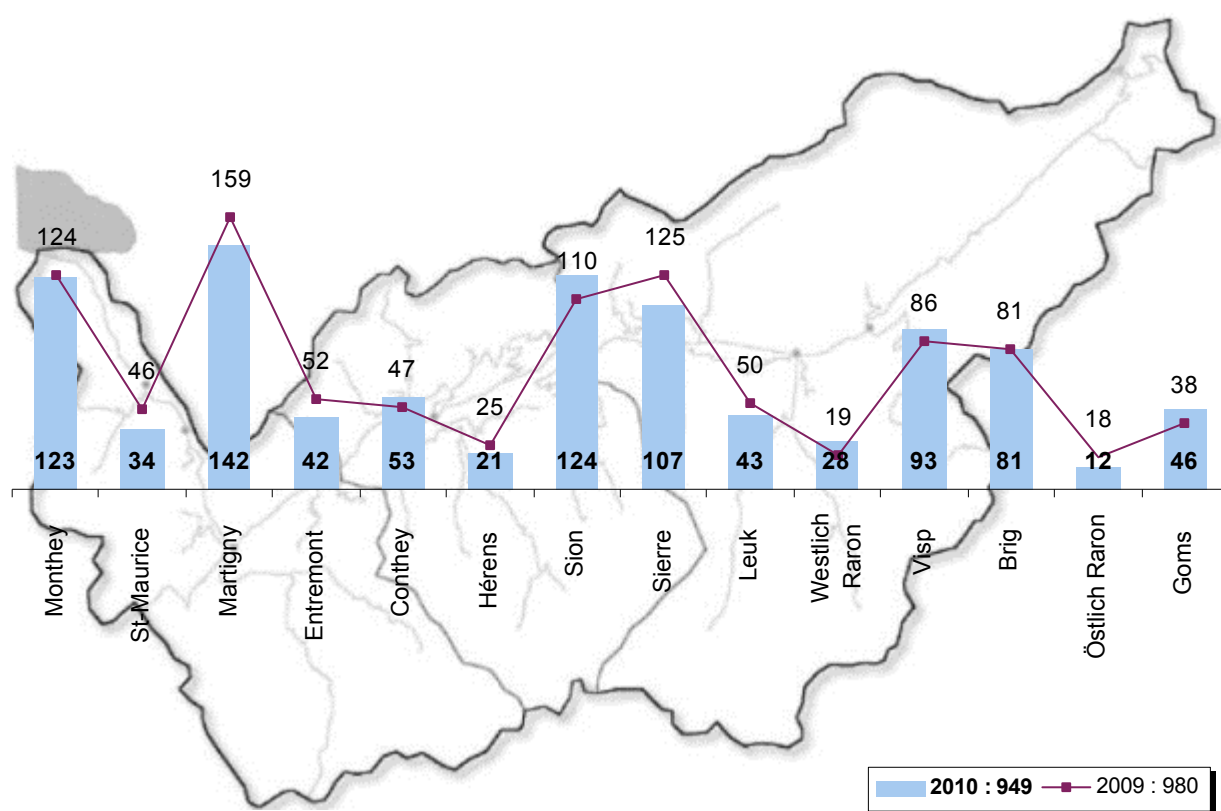 159
124
125
110
86
81
52
50
46
47
38
25
19
18
123
34
142
42
53
21
124
107
43
28
93
81
12
46
Monthey
St-Maurice
Martigny
Entremont
Conthey
Hérens
Sion
Sierre
Leuk
Westlich
Raron
Visp
Brig
Östlich Raron
Goms
2010 : 949 2009 : 980